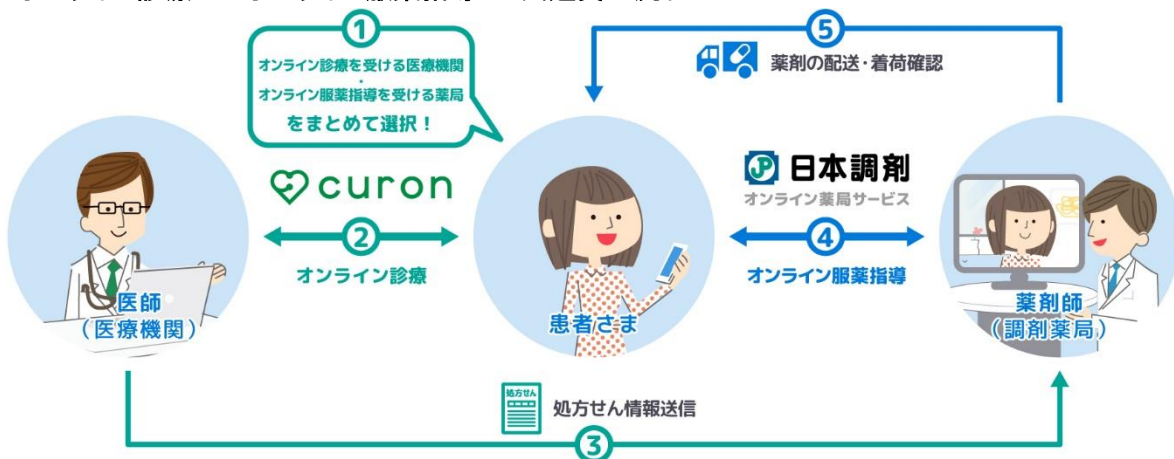 ①
オンライン診療を受ける医療機関
・
オンライン服薬指導を受ける薬局
をまとめて選択！
⑤
薬剤の配送・着荷確認
curon
②
オンライン診療
JP 日本調剤
オンライン薬局サービス
④
オンライン服薬指導
医師
（医療機関）
患者さま
薬剤師
（調剤薬局）
処方せん
処方せん情報送信
③